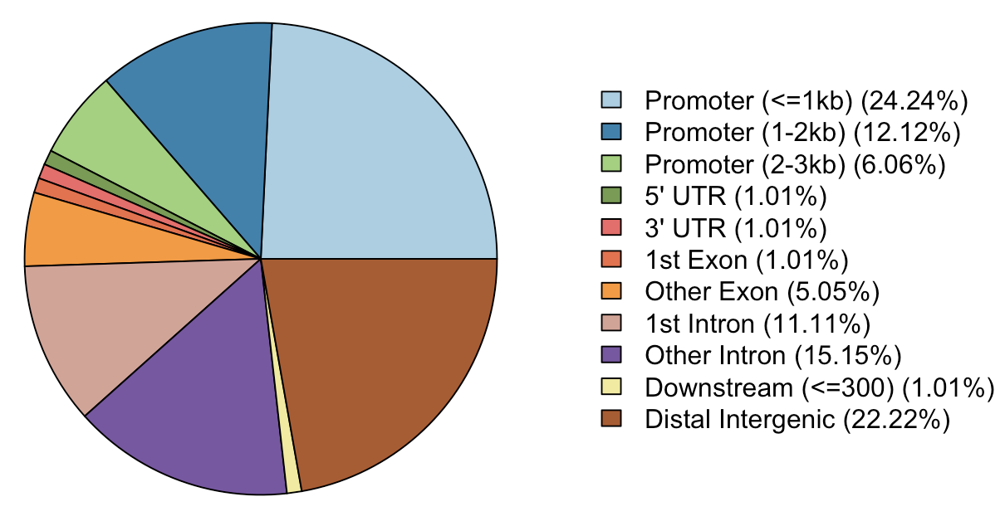 Promoter (<=1kb) (24.24%)
Promoter (1-2kb) (12.12%)
Promoter (2-3kb) (6.06%)
5' UTR (1.01%)
3' UTR (1.01%)
1st Exon (1.01%)
Other Exon (5.05%)
1st Intron (11.11%)
Other Intron (15.15%)
Downstream (<=300) (1.01%)
Distal Intergenic (22.22%)